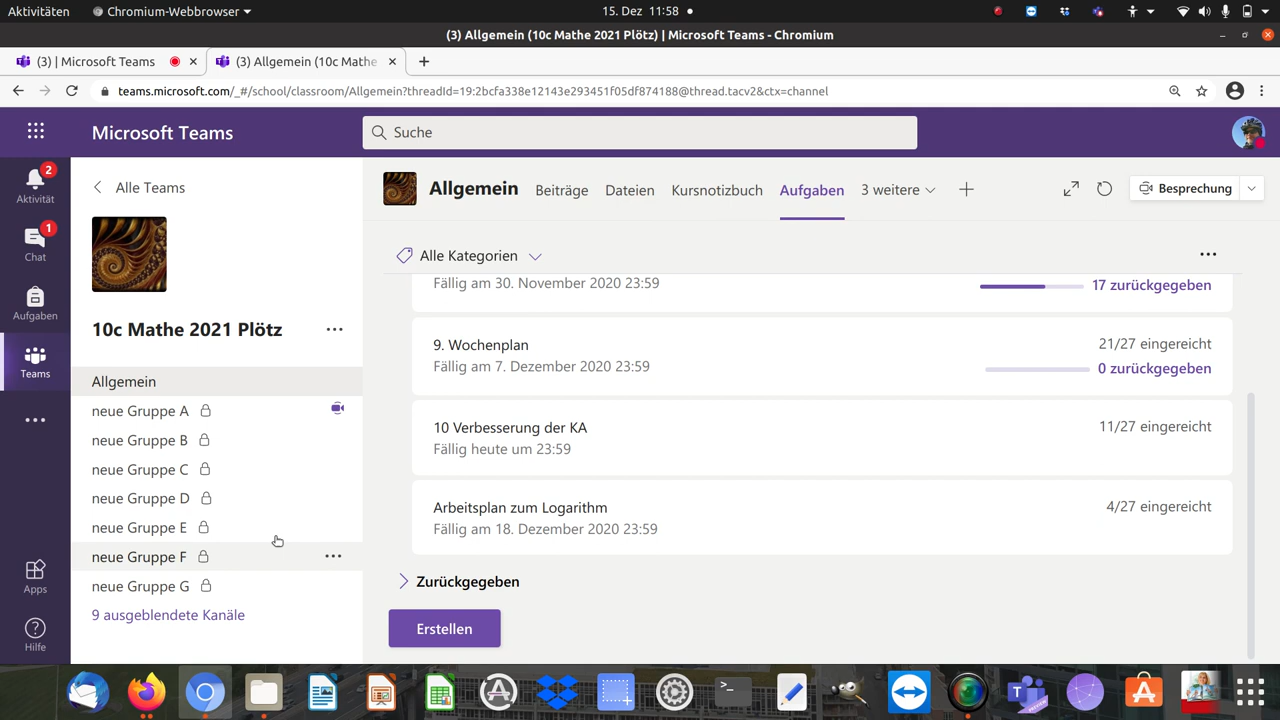 Aktivitäten
Chromium-Webbrowser
15. Dez 11:58
(3) Allgemein (10c Mathe 2021 Plötz) | Microsoft Teams - Chromium
(3) | Microsoft Teams
(3) Allgemein (10c Mathe
teams.microsoft.com/_#/school/classroom/Allgemein?threadId=19:2bcfa338e12143e293451f05df874188@thread.tacv2&ctx=channel
Microsoft Teams
Suche
2
Aktivität
1
Chat
Aufgaben
Teams
Apps
Hilfe
Alle Teams
10c Mathe 2021 Plötz
Allgemein
neue Gruppe A
neue Gruppe B
neue Gruppe C
neue Gruppe D
neue Gruppe E
neue Gruppe F
neue Gruppe G
9 ausgeblendete Kanäle
Allgemein Beiträge Dateien Kursnotizbuch Aufgaben 3 weitere
Besprechung
Alle Kategorien
Fällig am 30. November 2020 23:59
17 zurückgegeben
9. Wochenplan
21/27 eingereicht
Fällig am 7. Dezember 2020 23:59
0 zurückgegeben
10 Verbesserung der KA
11/27 eingereicht
Fällig heute um 23:59
Arbeitsplan zum Logarithm
4/27 eingereicht
Fällig am 18. Dezember 2020 23:59
Zurückgegeben
Erstellen